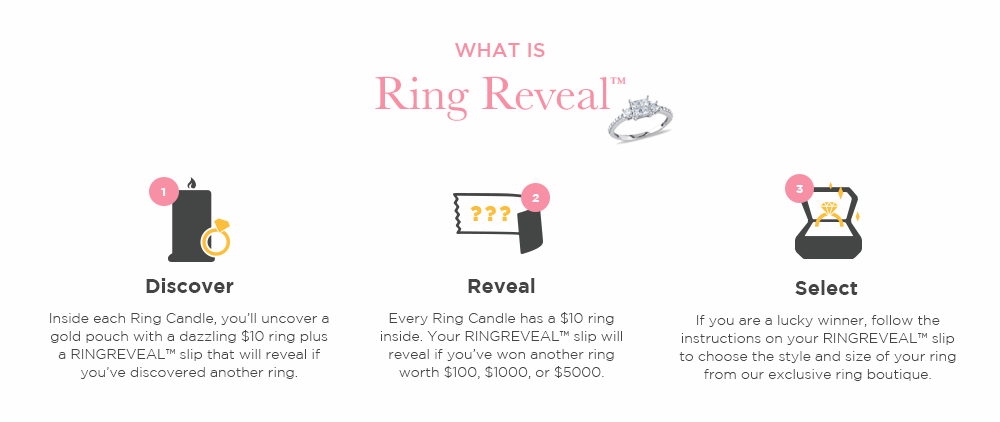 WHAT IS
Ring Reveal™
1
2
3
???
Discover
Inside each Ring Candle, you'll uncover a
gold pouch with a dazzling $10 ring plus
a RINGREVEAL™ slip that will reveal if
you've discovered another ring.
Reveal
Every Ring Candle has a $10 ring
inside. Your RINGREVEAL™ slip will
reveal if you've won another ring
worth $100, $1000, or $5000.
Select
If you are a lucky winner, follow the
instructions on your RINGREVEAL™ slip
to choose the style and size of your ring
from our exclusive ring boutique.